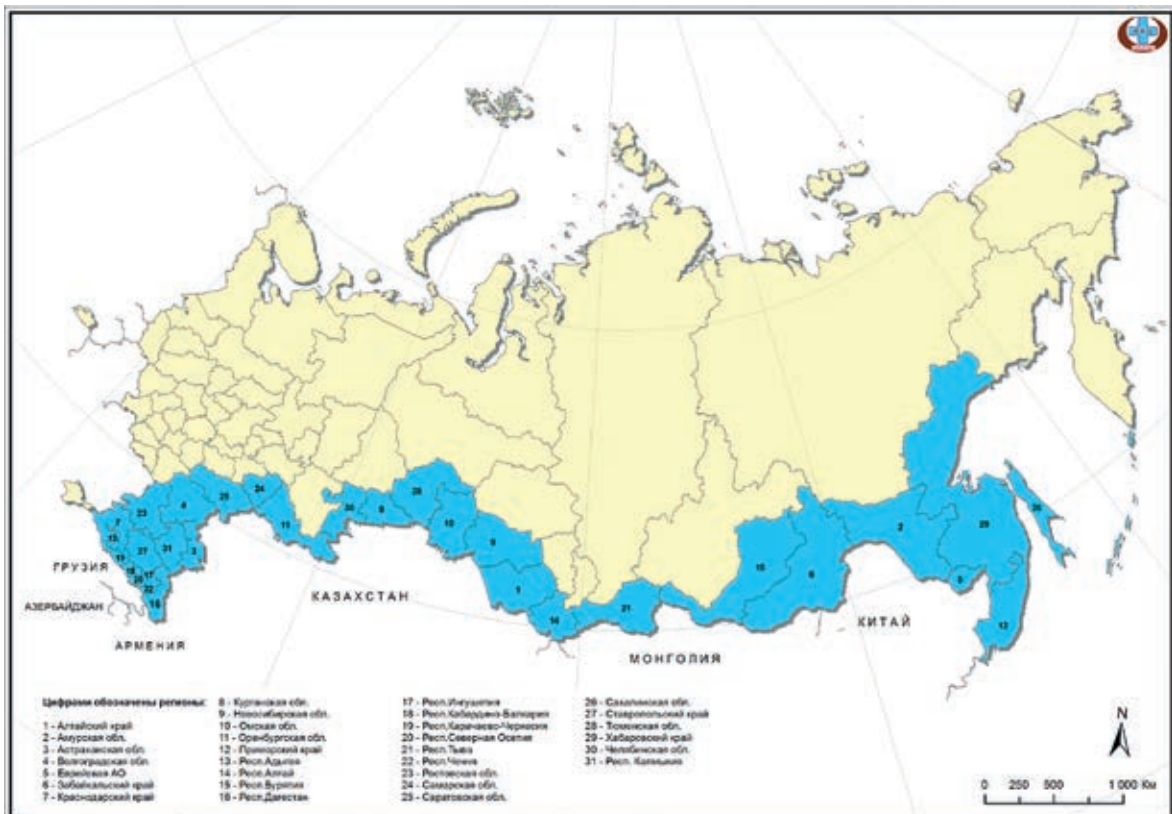 ГРУЗИЯ
АЗЕРБАЙДЖАН
АРМЕНИЯ
КАЗАХСТАН
МОНГОЛИЯ
КИТАЙ
Цифрами обозначены регионы:
1 - Алтайский край
2 - Амурская обл.
3 - Астраханская обл.
4 - Волгоградская обл.
5 - Еврейская АО
6 - Забайкальский край
7 - Краснодарский край
8 - Курганская обл.
9 - Новосибирская обл.
10 - Омская обл.
11 - Оренбургская обл.
12 - Приморский край
13 - Респ.Адыгея
14 - Респ.Алтай
15 - Респ.Бурятия
16 - Респ.Дагестан
17 - Респ.Ингушетия
18 - Респ.Кабардино-Балкария
19 - Респ.Карачаево-Черкесия
20 - Респ.Северная Осетия
21 - Респ.Тыва
22 - Респ.Чечня
23 - Ростовская обл.
24 - Самарская обл.
25 - Саратовская обл.
26 - Сахалинская обл.
27 - Ставропольский край
28 - Тюменская обл.
29 - Хабаровский край
30 - Челябинская обл.
31 - Респ. Калмыкия
N
0 250 500 1 000 Км